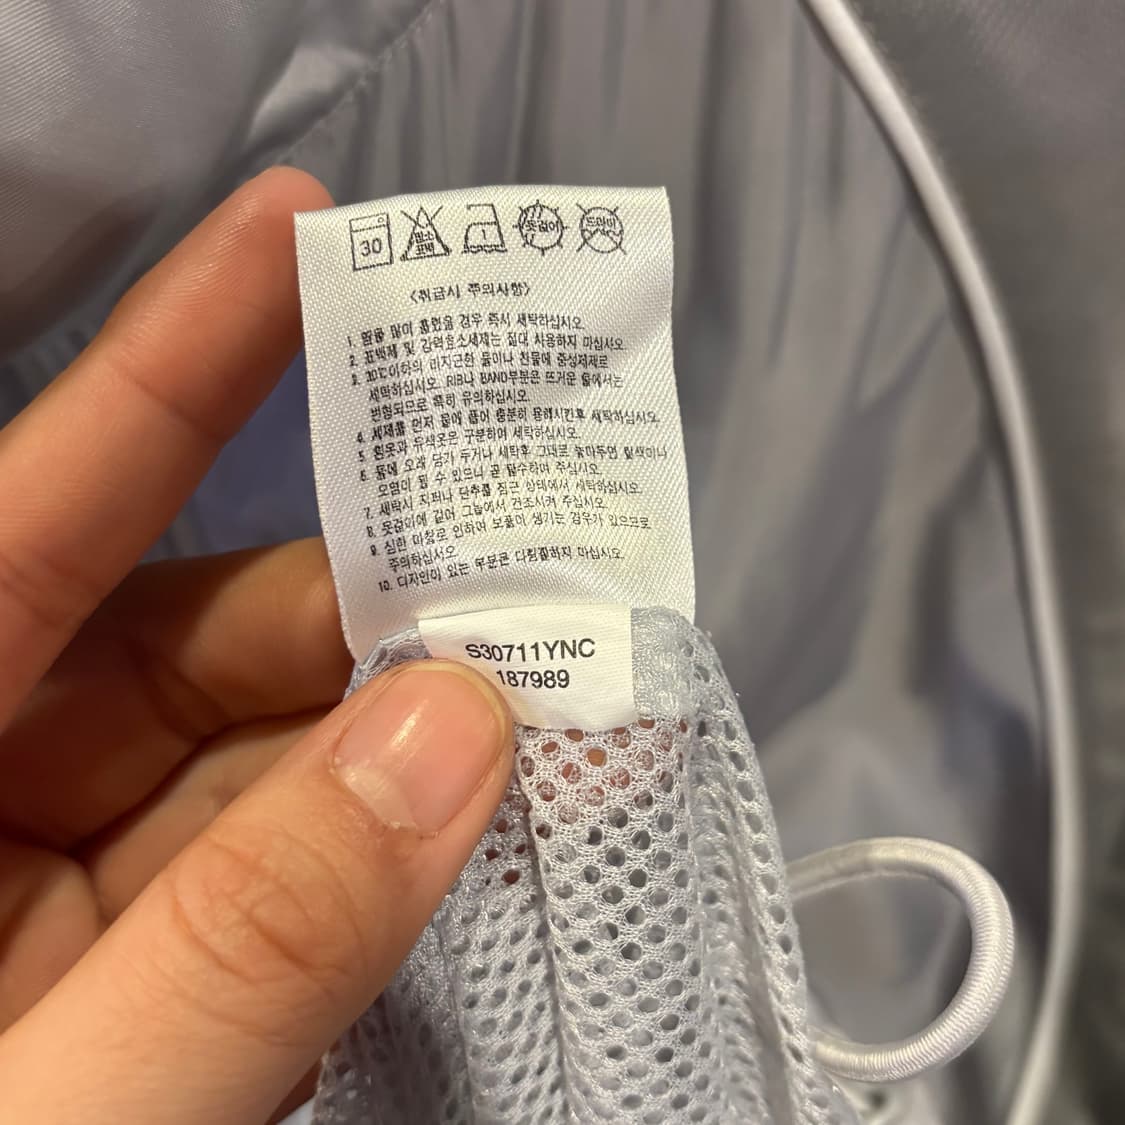 30
염소
표백
1
옷걸이
드라이
<취급시 주의사항>
1. 땀을 많이 흘렸을 경우 즉시 세탁하십시오.
2. 표백제 및 강력효소세제는 절대 사용하지 마십시오.
3. 30℃이하의 미지근한 물이나 찬물에 중성세제로
세탁하십시오. RIB나 BAND부분은 뜨거운 물에서는
변형되므로 특히 유의하십시오.
4. 세제를 먼저 물에 풀어 충분히 용해시킨후 세탁하십시오.
5. 흰옷과 유색옷은 구분하여 세탁하십시오.
6. 물에 오래 담가 두거나 세탁후 그대로 놓아두면 탈색이나
오염이 될 수 있으니 곧 탈수하여 주십시오.
7. 세탁시 지퍼나 단추를 잠근 상태에서 세탁하십시오.
8. 옷걸이에 걸어 그늘에서 건조시켜 주십시오.
9. 심한 마찰로 인하여 보풀이 생기는 경우가 있으므로
주의하십시오.
10. 디자인이 있는 부분은 다림질하지 마십시오.
S30711YNC
187989